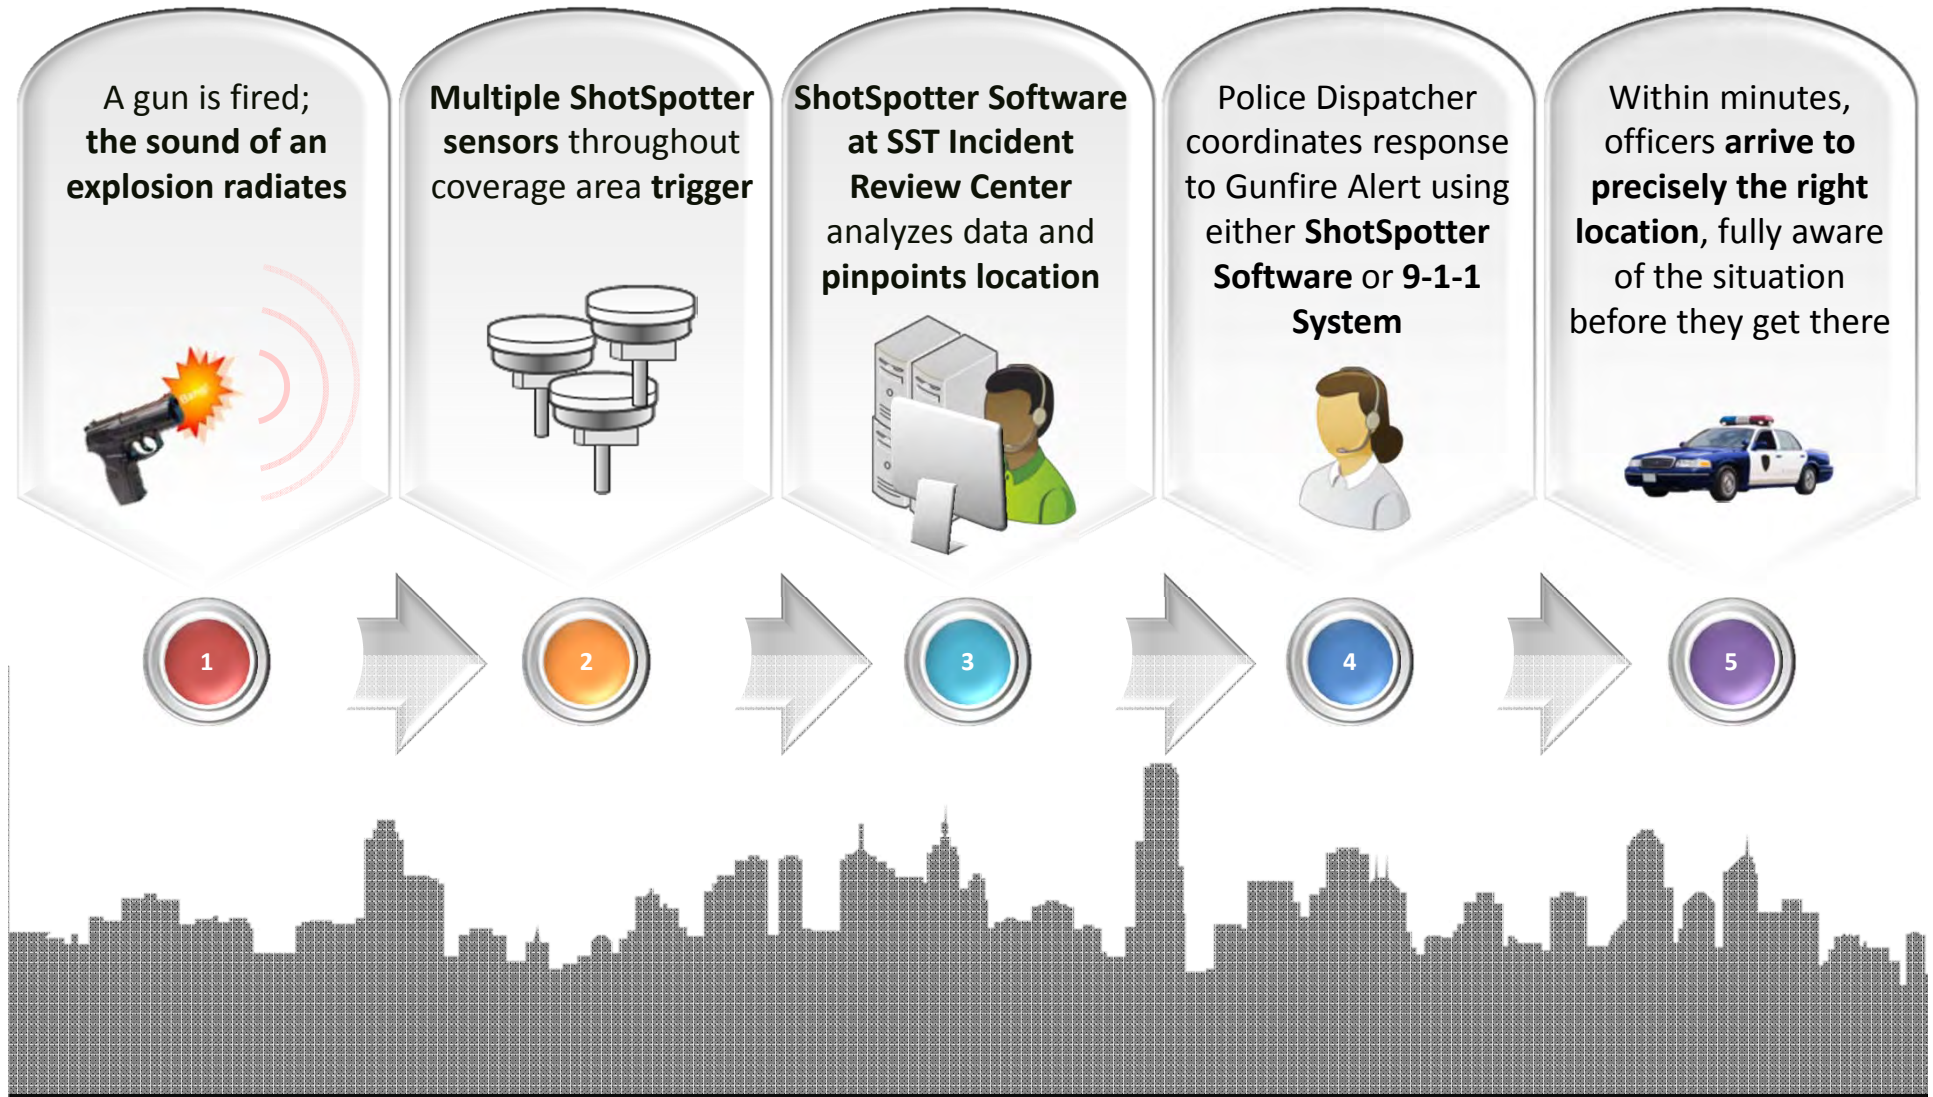 A gun is fired;
the sound of an
explosion radiates
Multiple ShotSpotter
sensors throughout
coverage area trigger
ShotSpotter Software
at SST Incident
Review Center
analyzes data and
pinpoints location
Police Dispatcher
coordinates response
to Gunfire Alert using
either ShotSpotter
Software or 9-1-1
System
Within minutes,
officers arrive to
precisely the right
location, fully aware
of the situation
before they get there
1
2
3
4
5